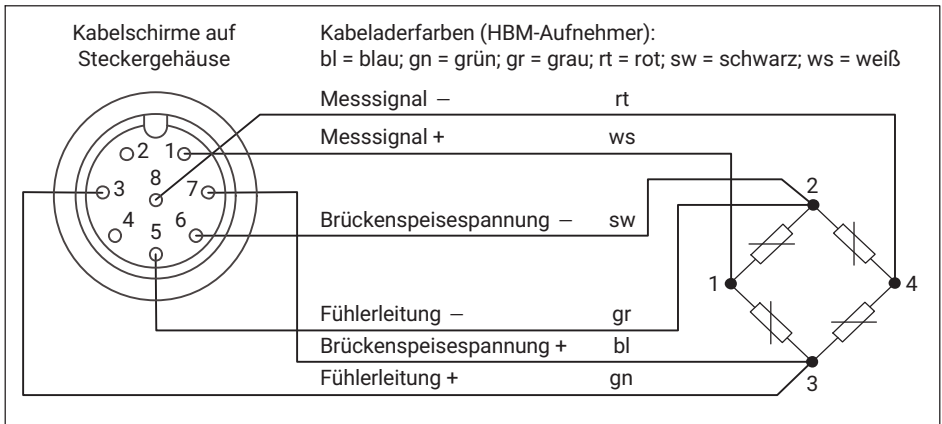 Kabelschirme auf
Steckergehäuse
Kabeladerfarben (HBM-Aufnehmer):
bl = blau; gn = grün; gr = grau; rt = rot; sw = schwarz; ws = weiß
Messsignal – rt
Messsignal + ws
2 1
8
3 7
4 6
5
Brückenspeisespannung – sw
2
1 4
Fühlerleitung – gr
Brückenspeisespannung + bl
Fühlerleitung + gn
3